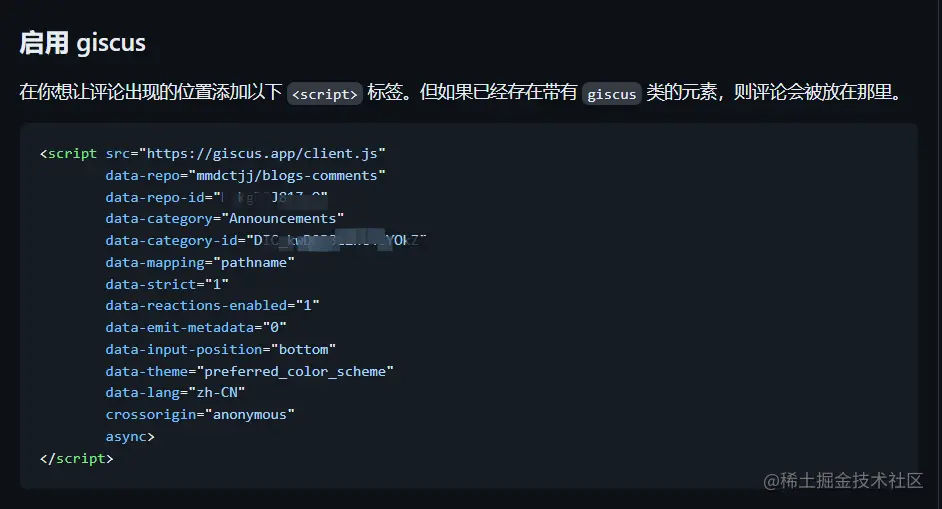 启用 giscus
在你想让评论出现的位置添加以下 <script> 标签。但如果已经存在带有 giscus 类的元素，则评论会被放在那里。
<script src="https://giscus.app/client.js"
data-repo="mmdctjj/blogs-comments"
data-repo-id="
data-category="Announcements"
data-category-id="
data-mapping="pathname"
data-strict="1"
data-reactions-enabled="1"
data-emit-metadata="0"
data-input-position="bottom"
data-theme="preferred_color_scheme"
data-lang="zh-CN"
crossorigin="anonymous"
async>
</script>
@稀土掘金技术社区